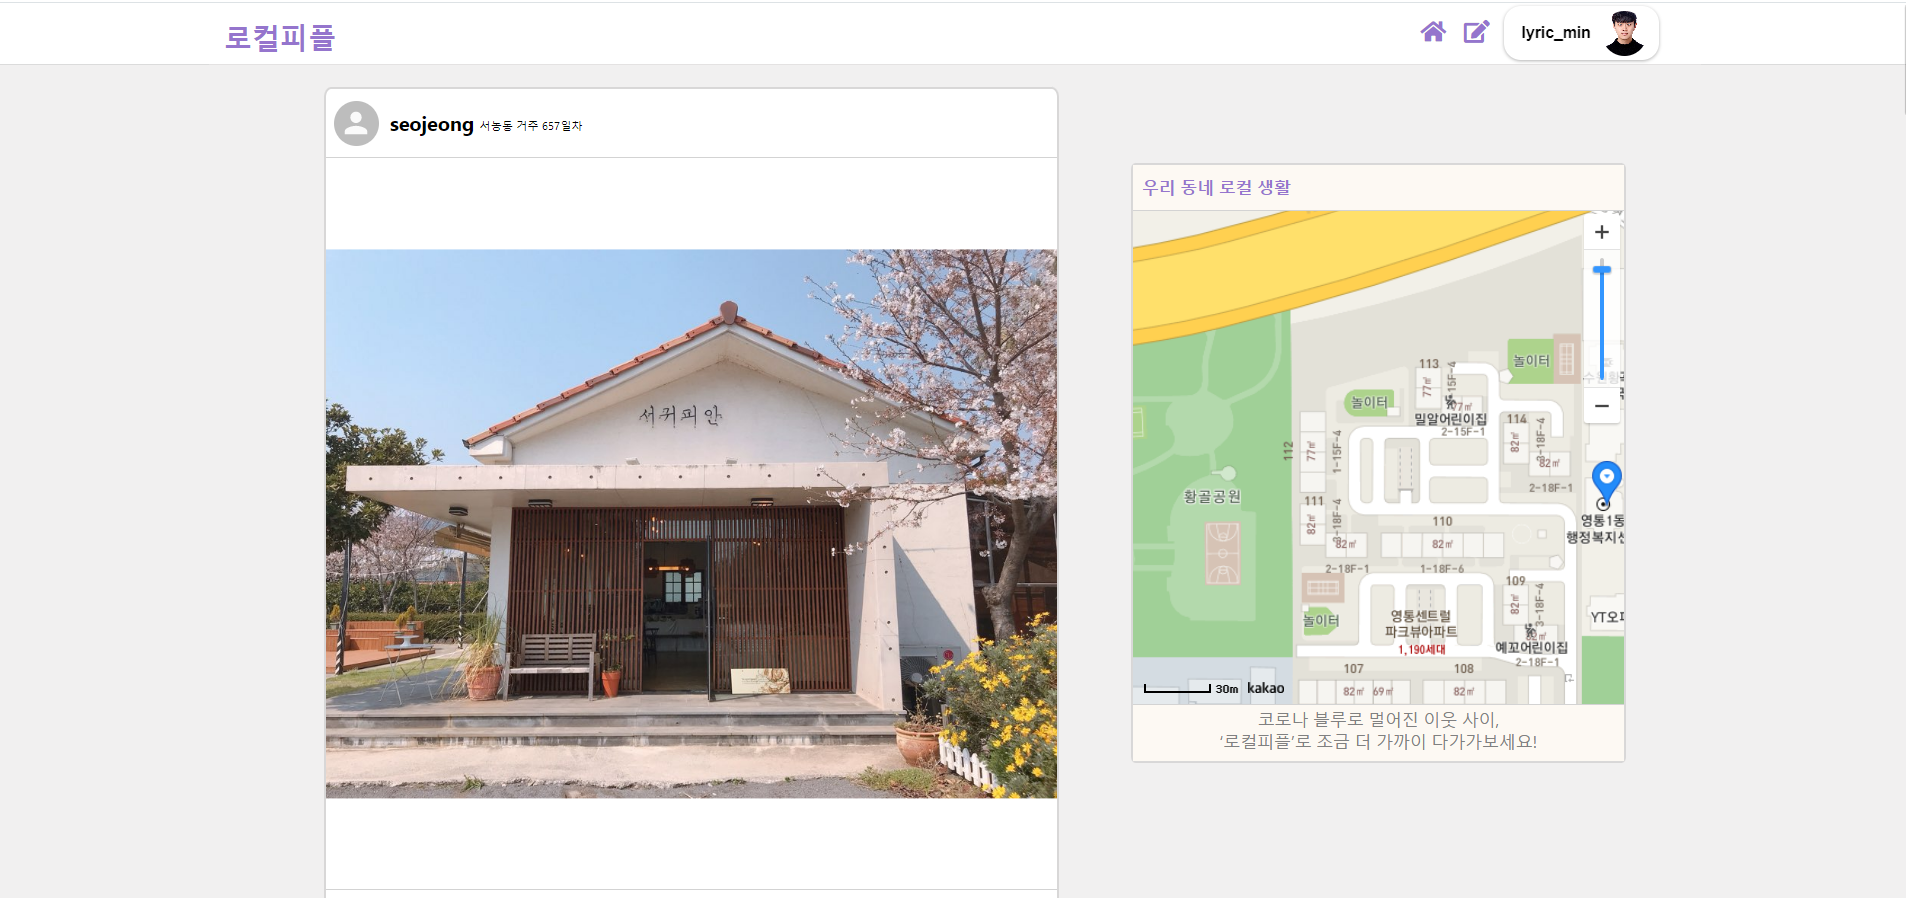 로컬피플
lyric_min
seojeong 서농동 거주 657일차
서귀피안
우리 동네 로컬 생활
놀이터
113
77㎡
1-15F-4
77㎡
밀알어린이집
2-15F-1
놀이터
114
82㎡
3-18F-4
82㎡
2-18F-1
112
77㎡
1-15F-4
황골공원
111
82㎡
3-18F-4
82㎡
2-18F-1
110
82㎡
1-18F-6
영통1동
행정복지센
109
82㎡
3-18F-4
82㎡
놀이터
영통센트럴
파크뷰아파트
1,190세대
예꼬어린이집
2-18F-1
YT오피
107
82㎡ 69㎡
108
82㎡
30m kakao
코로나 블루로 멀어진 이웃 사이,
‘로컬피플’로 조금 더 가까이 다가가보세요!